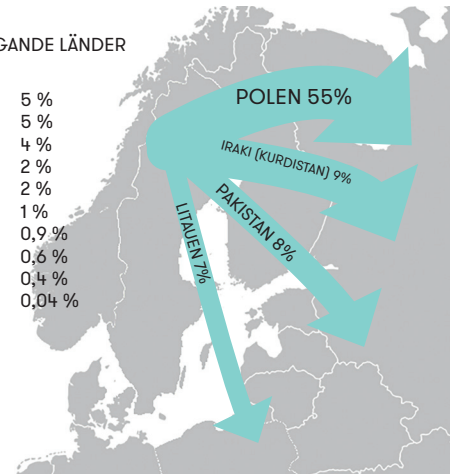 GANDE LÄNDER
5 %
5 %
4 %
2 %
2 %
1 %
0,9 %
0,6 %
0,4 %
0,04 %
POLEN 55%
IRAKI (KURDISTAN) 9%
PAKISTAN 8%
LITAUEN 7%